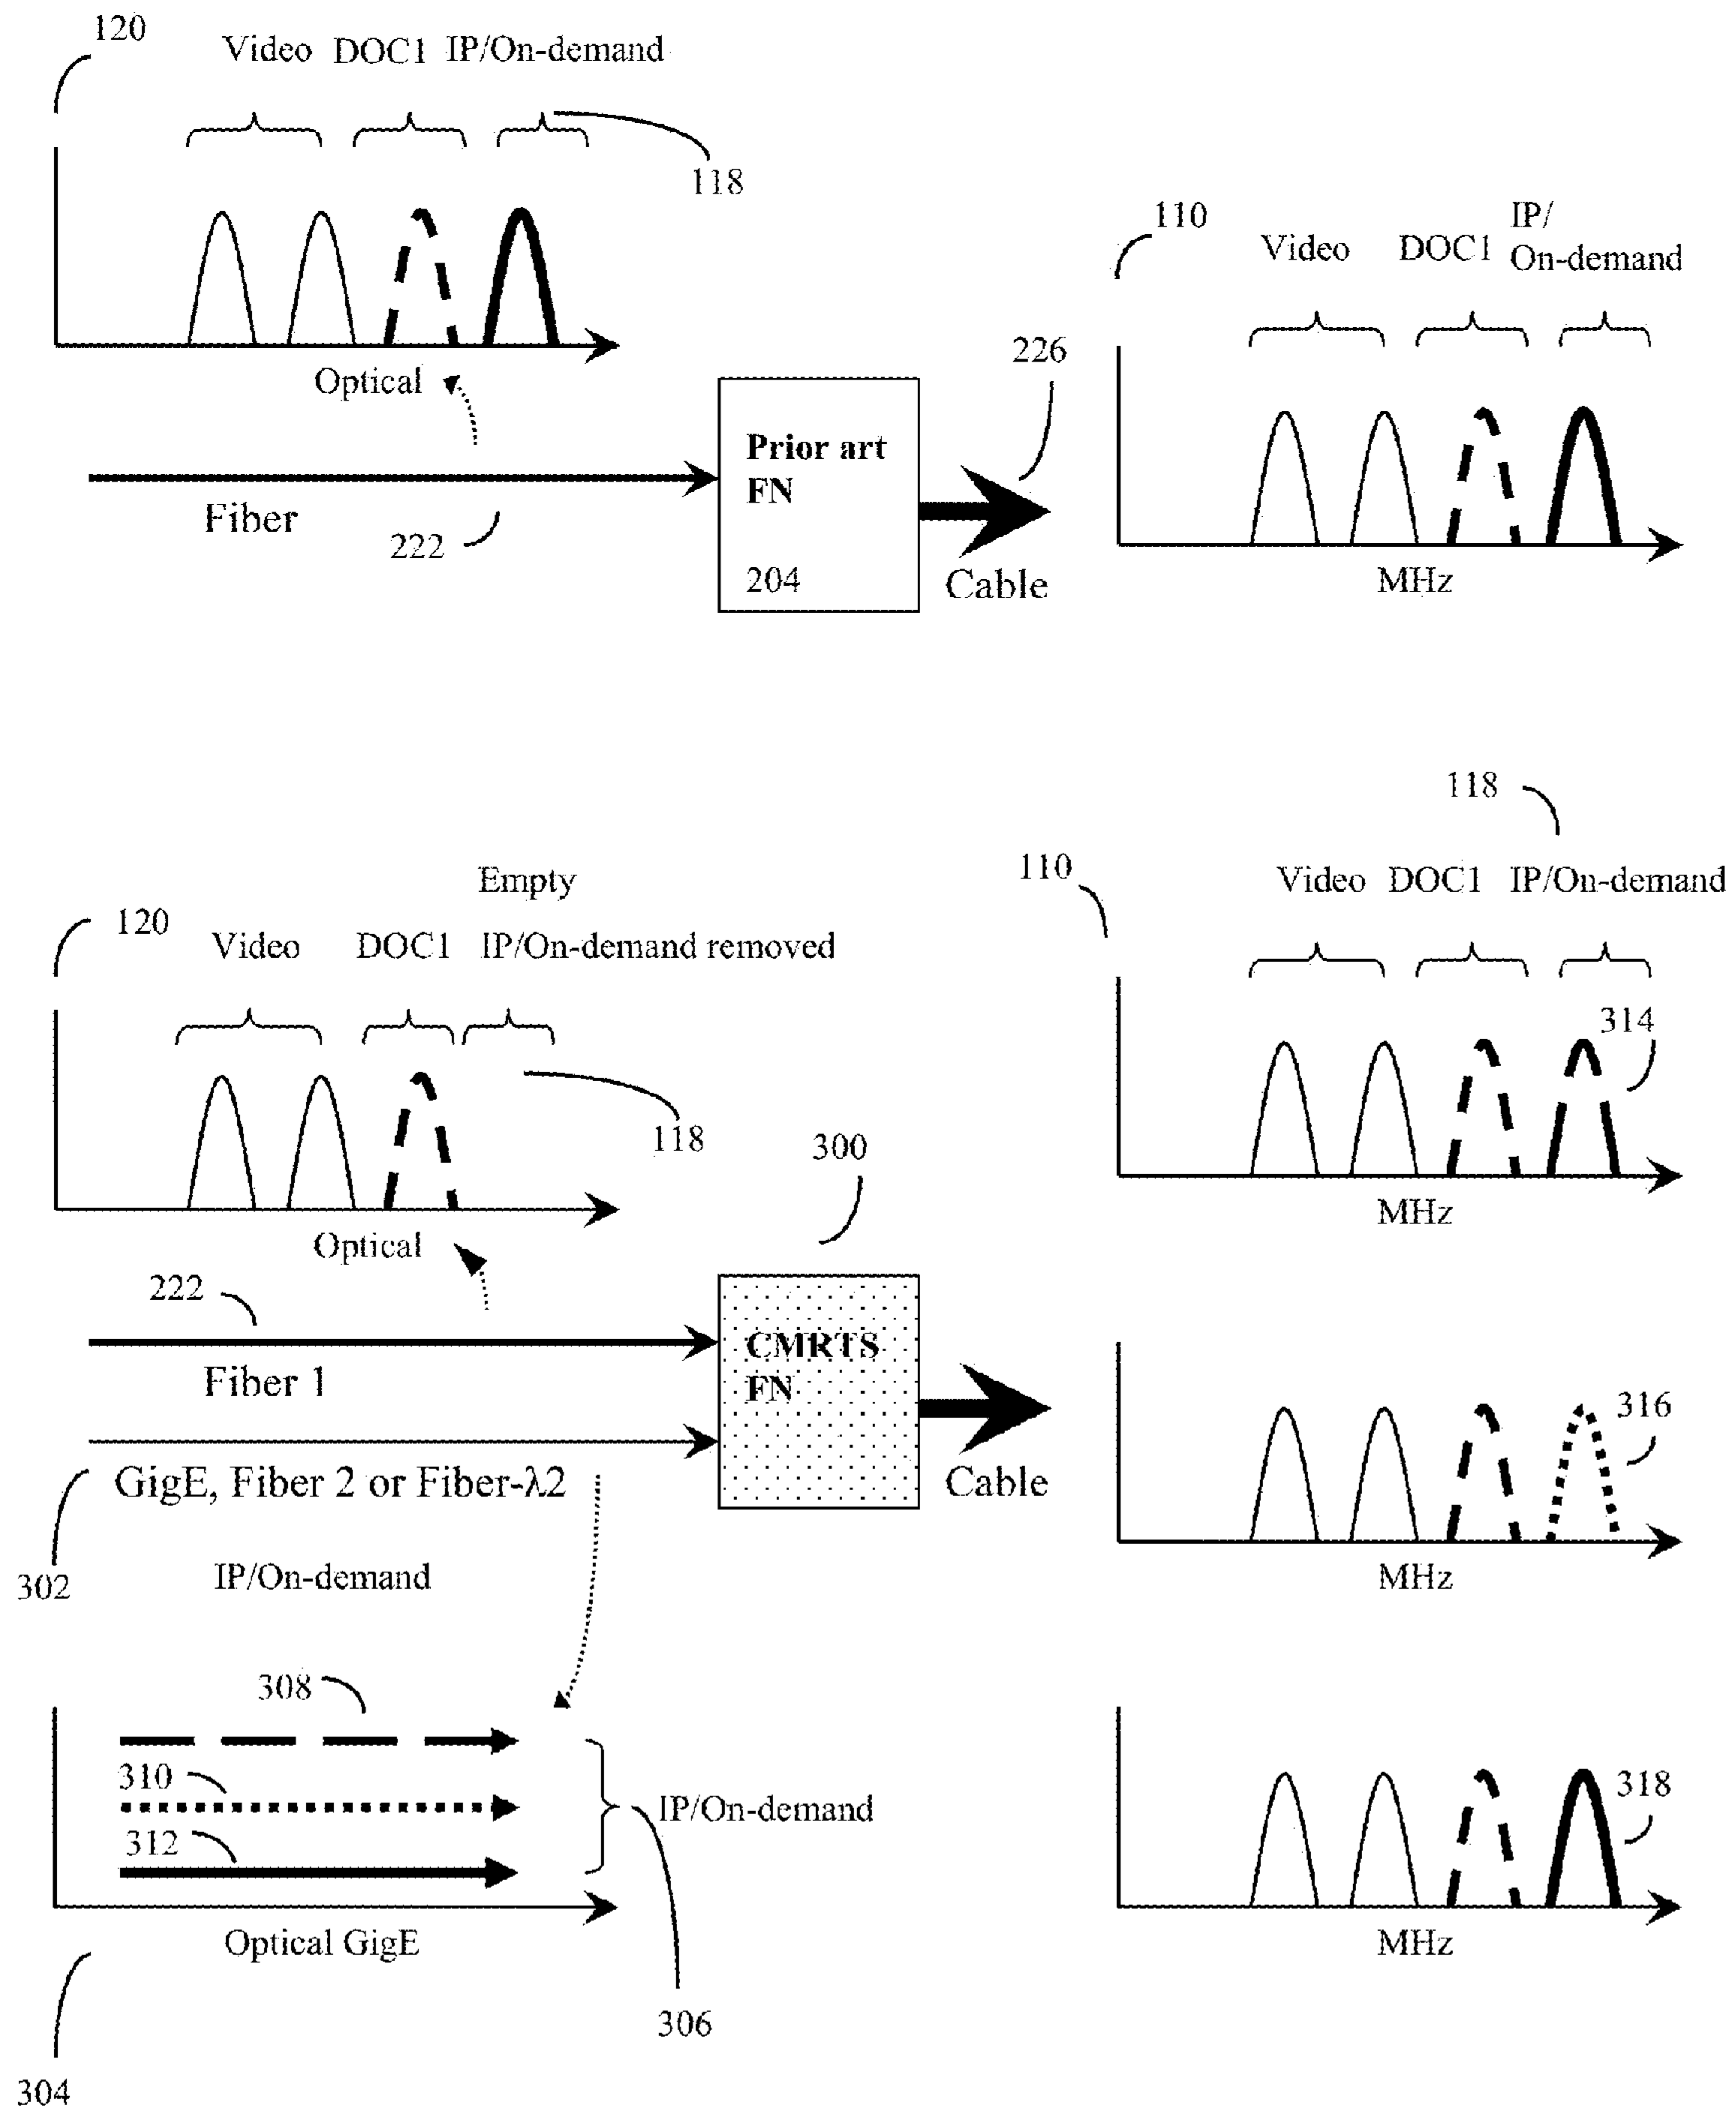 120
Video DOC1 IP/On-demand
118
Optical
Fiber
222
Prior art
FN
204
226
Cable
110
Video DOC1 IP/
On-demand
MHz
120
Empty
Video DOC1 IP/On-demand removed
118
Optical
222
Fiber 1
GigE, Fiber 2 or Fiber-λ2
302
300
CMRTS
FN
Cable
IP/On-demand
308
310
312
IP/On-demand
Optical GigE
306
304
118
110
Video DOC1 IP/On-demand
314
MHz
316
MHz
318
MHz